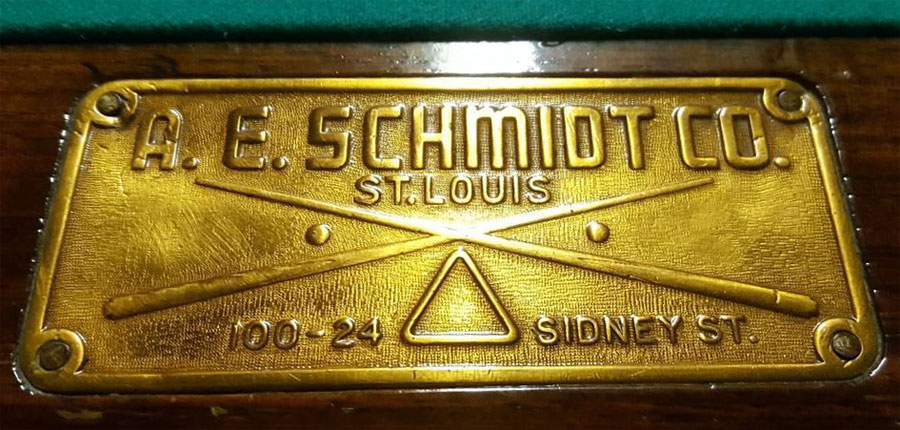 A. E. SCHMIDT CO.
ST. LOUIS
100-24 SIDNEY ST.